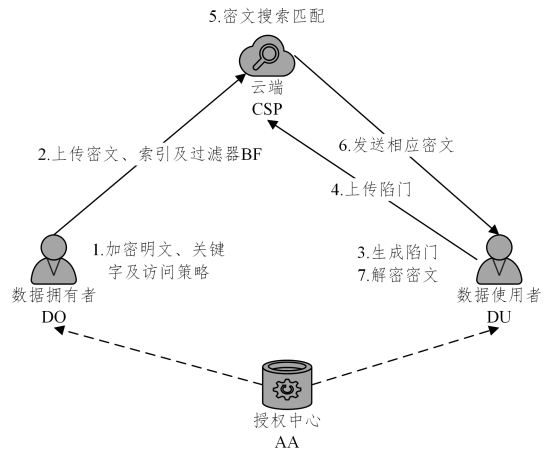 5.密文搜索匹配
云端
CSP
2.上传密文、索引及过滤器BF
6.发送相应密文
4.上传陷门
1.加密明文、关键
字及访问策略
3.生成陷门
7.解密密文
数据拥有者
DO
数据使用者
DU
授权中心
AA